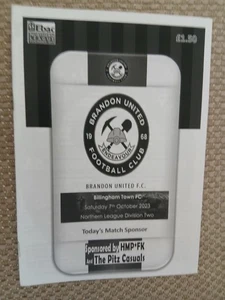 £1.50
BRANDON UNITED
19 68
ENDEAVOUR
FOOTBALL CLUB
BRANDON UNITED F.C.
Billingham Town FC
Saturday 7th October 2023
Northern League Division Two
Today's Match Sponsor
Sponsored by HMP*FK
The Pitz Casuals